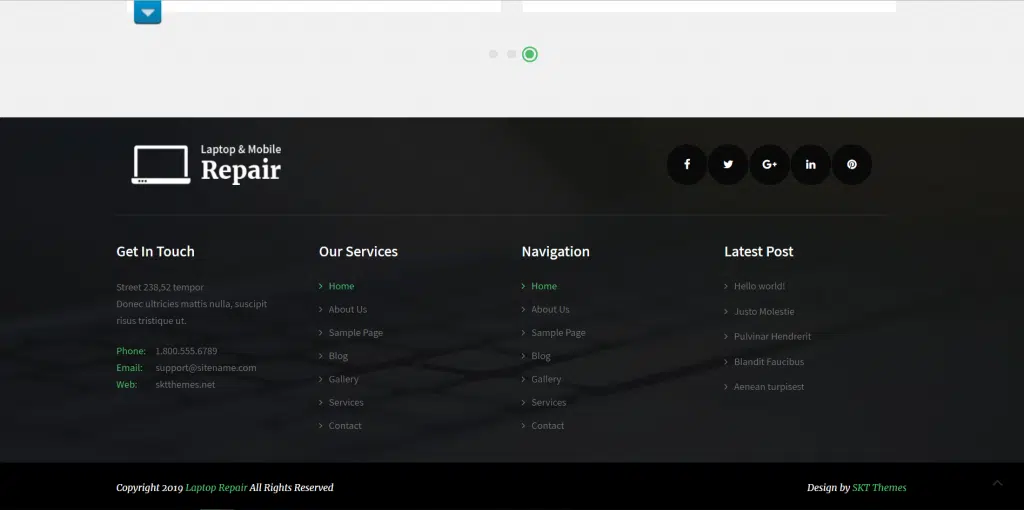 Laptop & Mobile
Repair
Get In Touch
Street 238,52 tempor
Donec ultricies mattis nulla, suscipit
risus tristique ut.
Phone: 1.800.555.6789
Email: support@sitename.com
Web: sktthemes.net
Our Services
Home
About Us
Sample Page
Blog
Gallery
Services
Contact
Navigation
Home
About Us
Sample Page
Blog
Gallery
Services
Contact
Latest Post
Hello world!
Justo Molestie
Pulvinar Hendrerit
Blandit Faucibus
Aenean turpisest
Copyright 2019 Laptop Repair All Rights Reserved
Design by SKT Themes